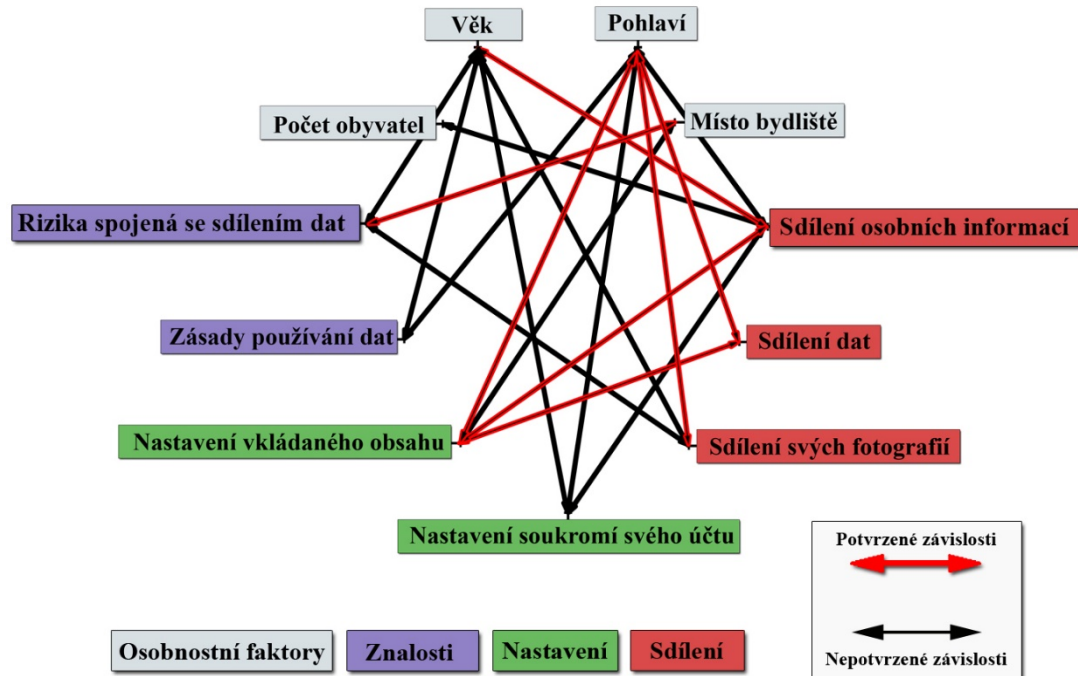 Věk
Pohlaví
Počet obyvatel
Místo bydliště
Rizika spojená se sdílením dat
Sdílení osobních informací
Zásady používání dat
Sdílení dat
Nastavení vkládaného obsahu
Sdílení svých fotografií
Nastavení soukromí svého účtu
Potvrzené závislosti
Nepotvrzené závislosti
Osobnostní faktory
Znalosti
Nastavení
Sdílení